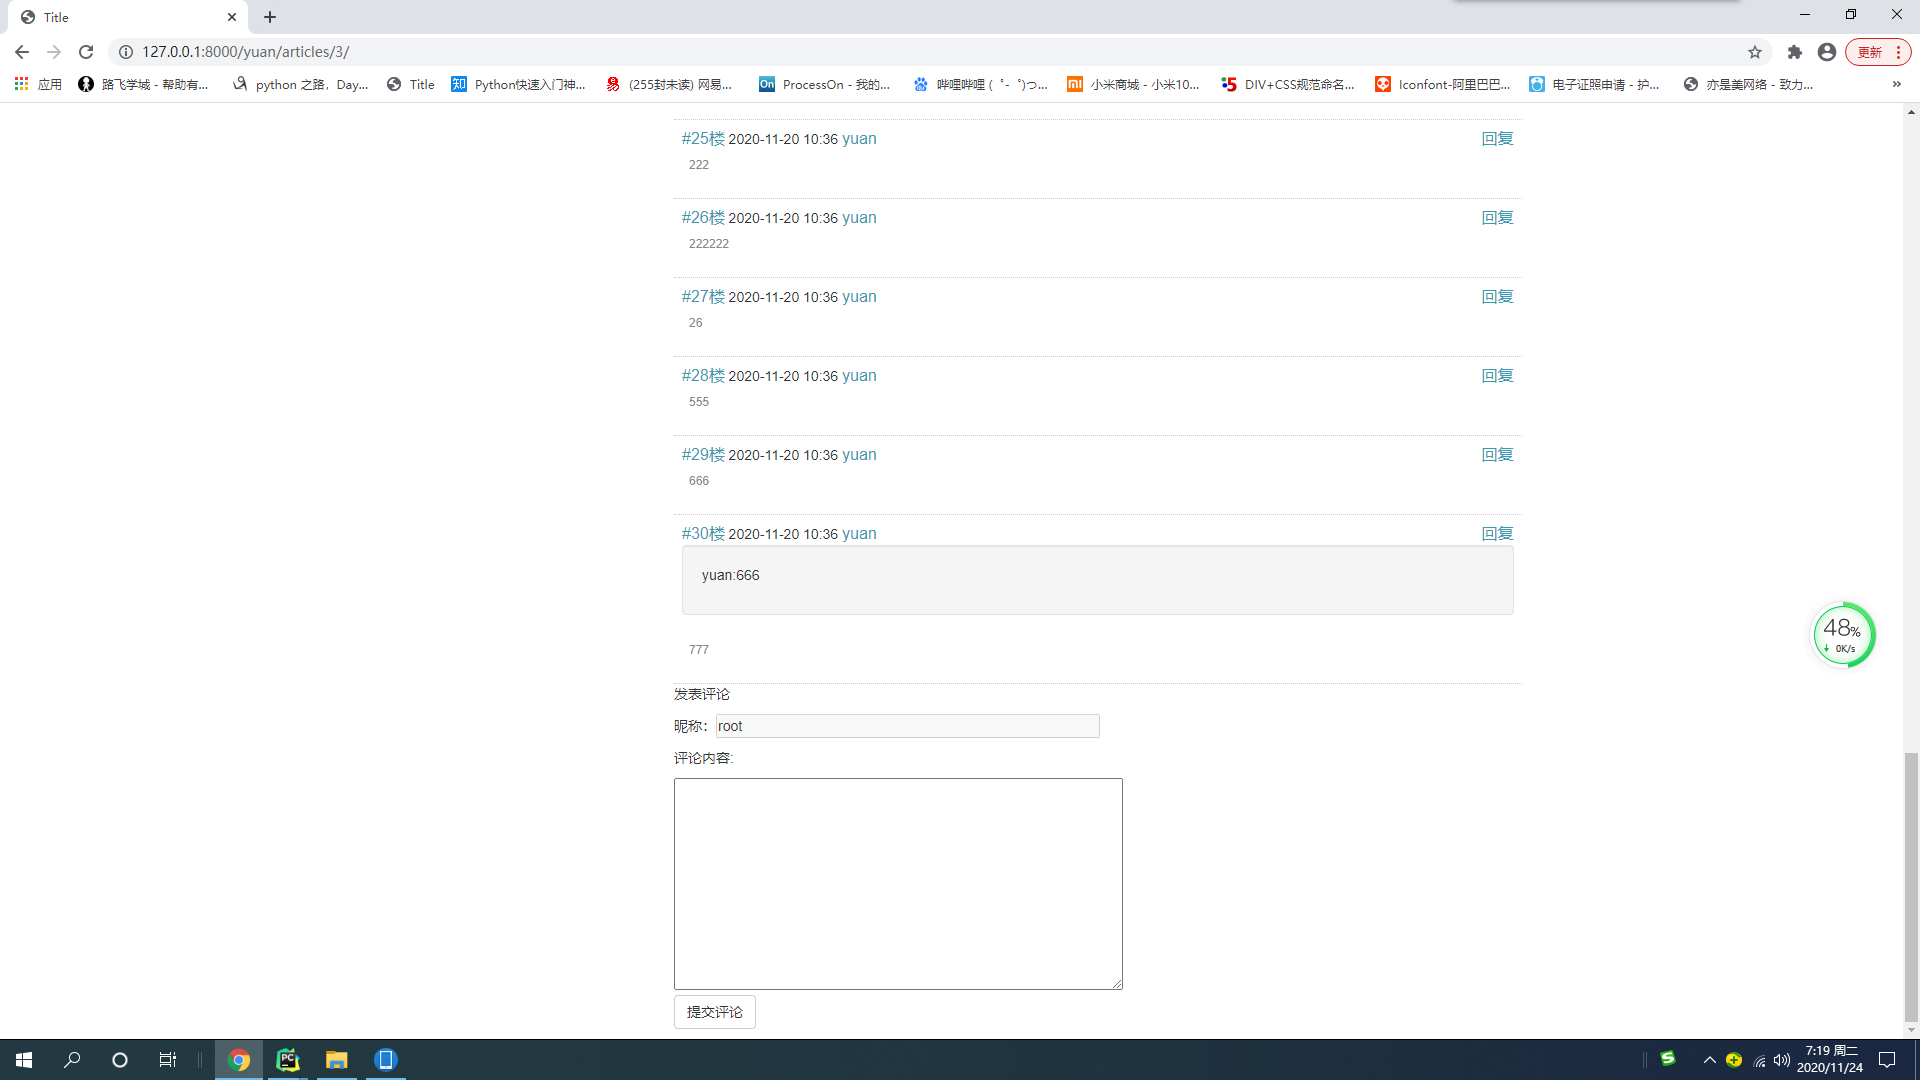 Title
127.0.0.1:8000/yuan/articles/3/
更新
应用
路飞学城 - 帮助有...
python 之路，Day...
Title
知
Python快速入门神...
(255封未读) 网易...
On
ProcessOn - 我的...
哔哩哔哩 ( ゜- ゜)つ...
小米商城 - 小米10...
DIV+CSS规范命名...
Iconfont-阿里巴巴...
电子证照申请 - 护...
亦是美网络 - 致力...
»
#25楼 2020-11-20 10:36 yuan 回复
222
#26楼 2020-11-20 10:36 yuan 回复
222222
#27楼 2020-11-20 10:36 yuan 回复
26
#28楼 2020-11-20 10:36 yuan 回复
555
#29楼 2020-11-20 10:36 yuan 回复
666
#30楼 2020-11-20 10:36 yuan 回复
yuan:666
48%
0K/s
777
发表评论
昵称： root
评论内容:
提交评论
PC
7:19 周二
2020/11/24